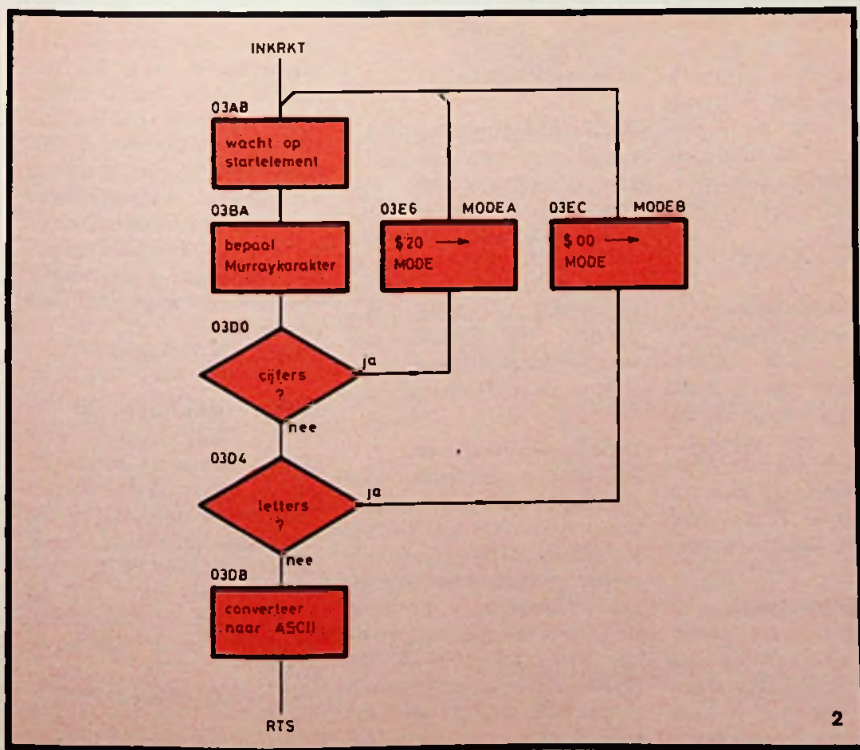 INKRKT
03AB
wacht op
startelement
03BA
bepaal
Murraykarakter
03E6 MODEA
$20 →
MODE
03EC MODEB
$00 →
MODE
03D0
cijfers
?
ja
nee
03D4
letters
?
ja
nee
03DB
converteer
naar ASCII
RTS
2